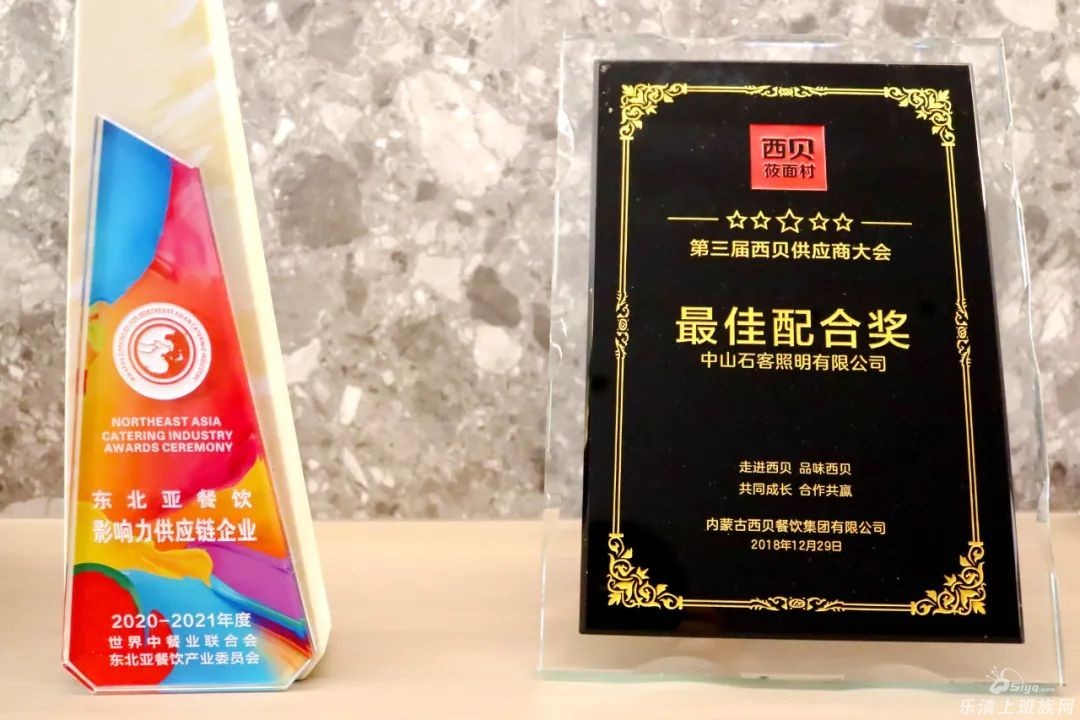 NORTHEAST ASIA
CATERING INDUSTRY
AWARDS CEREMONY
东北亚餐饮
影响力供应链企业
2020-2021年度
世界中餐业联合会
东北亚餐饮产业委员会
西贝
莜面村
第三届西贝供应商大会
最佳配合奖
中山石客照明有限公司
走进西贝 品味西贝
共同成长 合作共赢
内蒙古西贝餐饮集团有限公司
2018年12月29日
Siyq.com
乐清上班族网